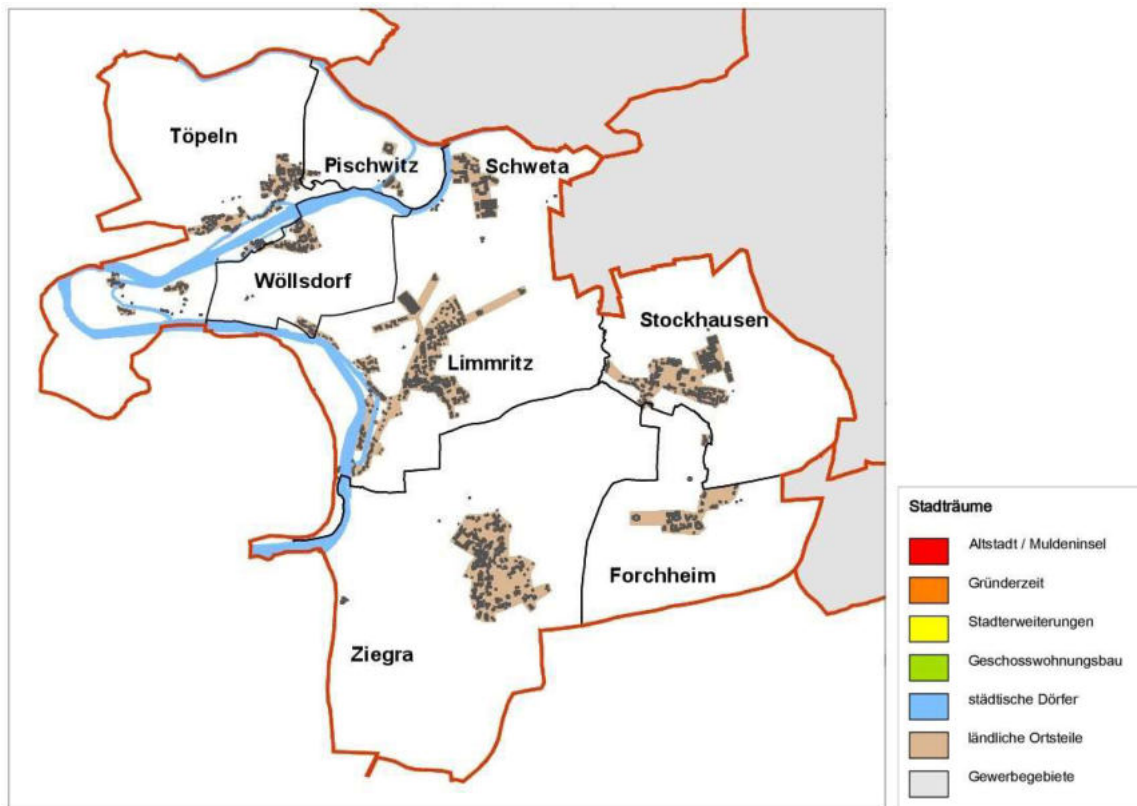 Töpeln
Pischwitz
Schweta
Wöllsdorf
Stockhausen
Limmritz
Forchheim
Ziegra
Stadträume
Altstadt / Muldeninsel
Gründerzeit
Stadterweiterungen
Geschosswohnungsbau
städtische Dörfer
ländliche Ortsteile
Gewerbegebiete